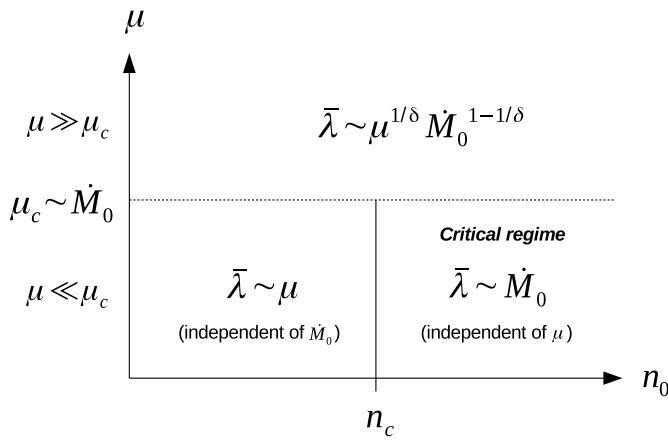 μ
μ ≫ μ_c
λ̄ ~ μ^{1/δ} Ṁ_0^{1−1/δ}
μ_c ~ Ṁ_0
Critical regime
μ ≪ μ_c
λ̄ ~ μ
λ̄ ~ Ṁ_0
(independent of Ṁ_0)
(independent of μ)
n_0
n_c